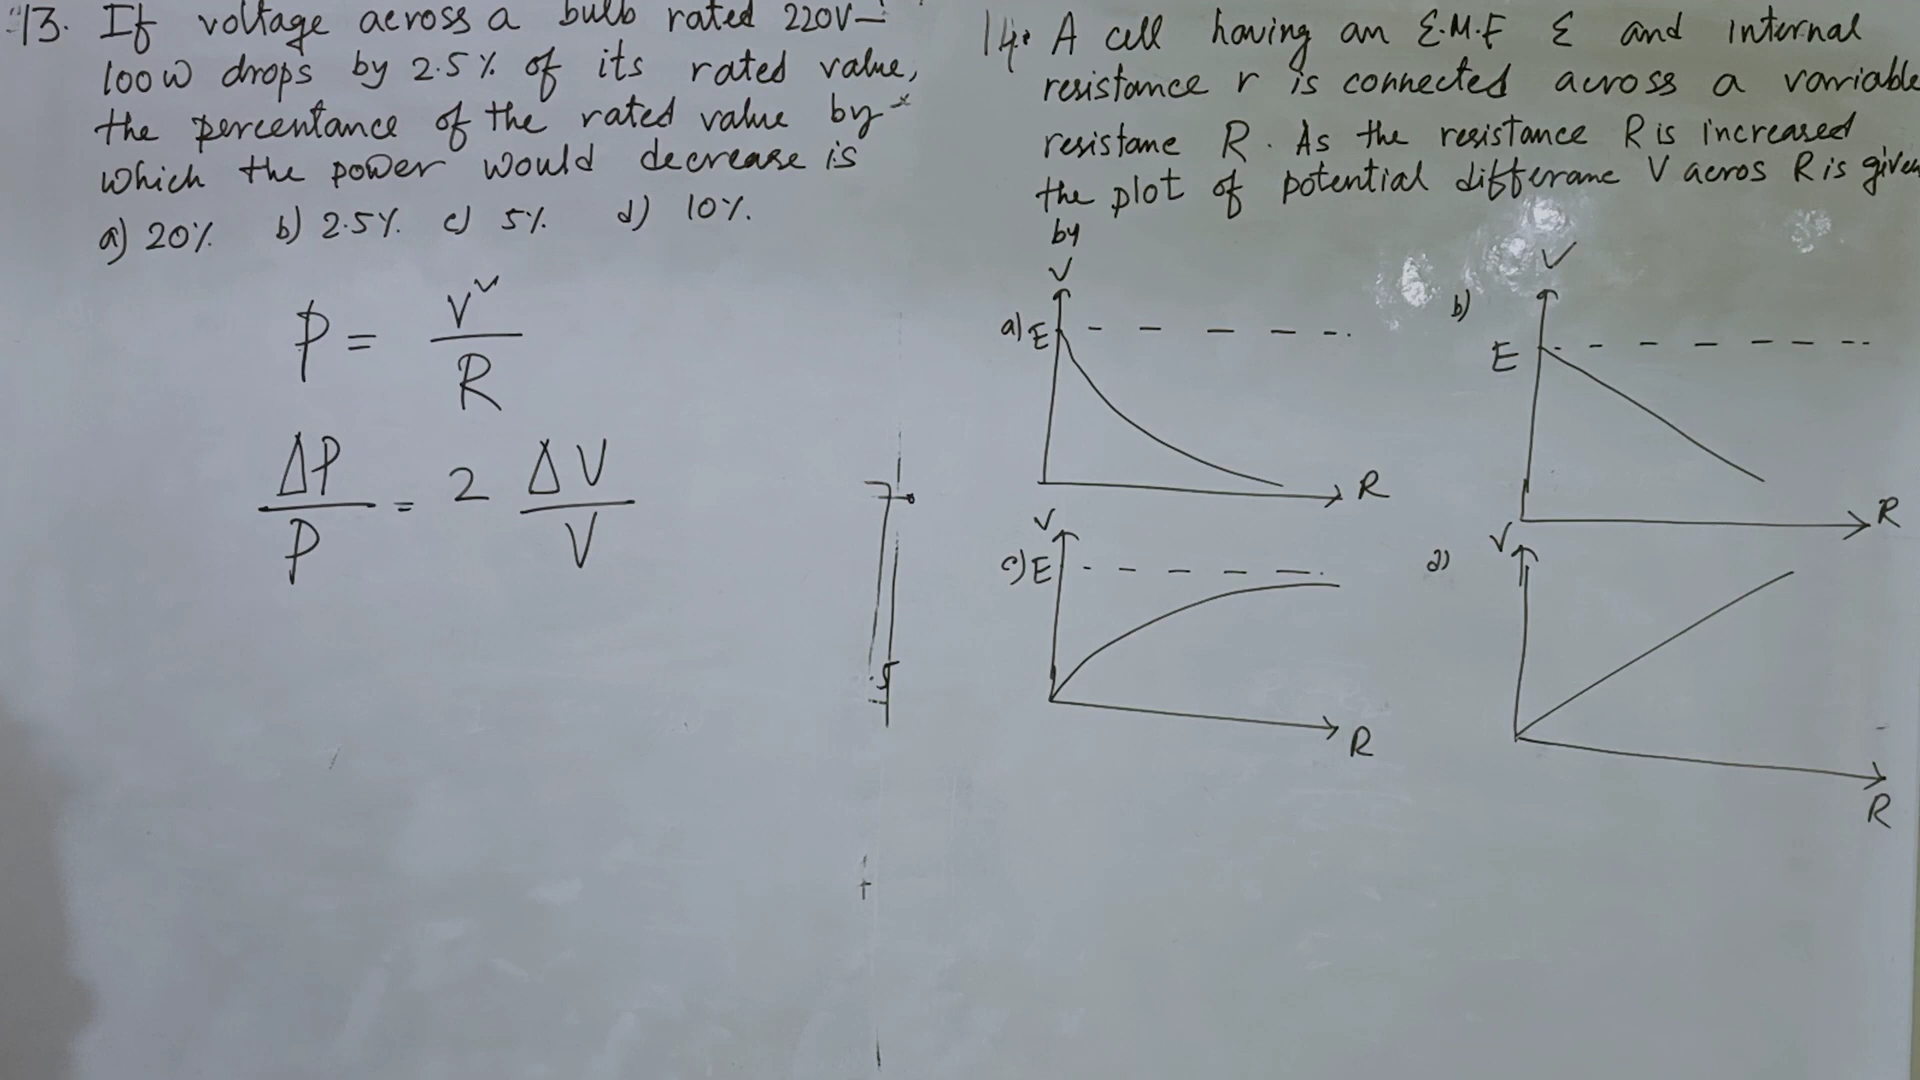 13. If voltage across a bulb rated 220V–
100W drops by 2.5% of its rated value,
the percentance of the rated value by
which the power would decrease is
a) 20% b) 2.5% c) 5% d) 10%.
P = V²/R
ΔP/P = 2 ΔV/V
14. A cell having an E.M.F ε and internal
resistance r is connected across a variable
resistane R. As the resistance R is increased
the plot of potential differane V acros R is given
by
a) V E R
b) V E R
c) V E R
d) V R